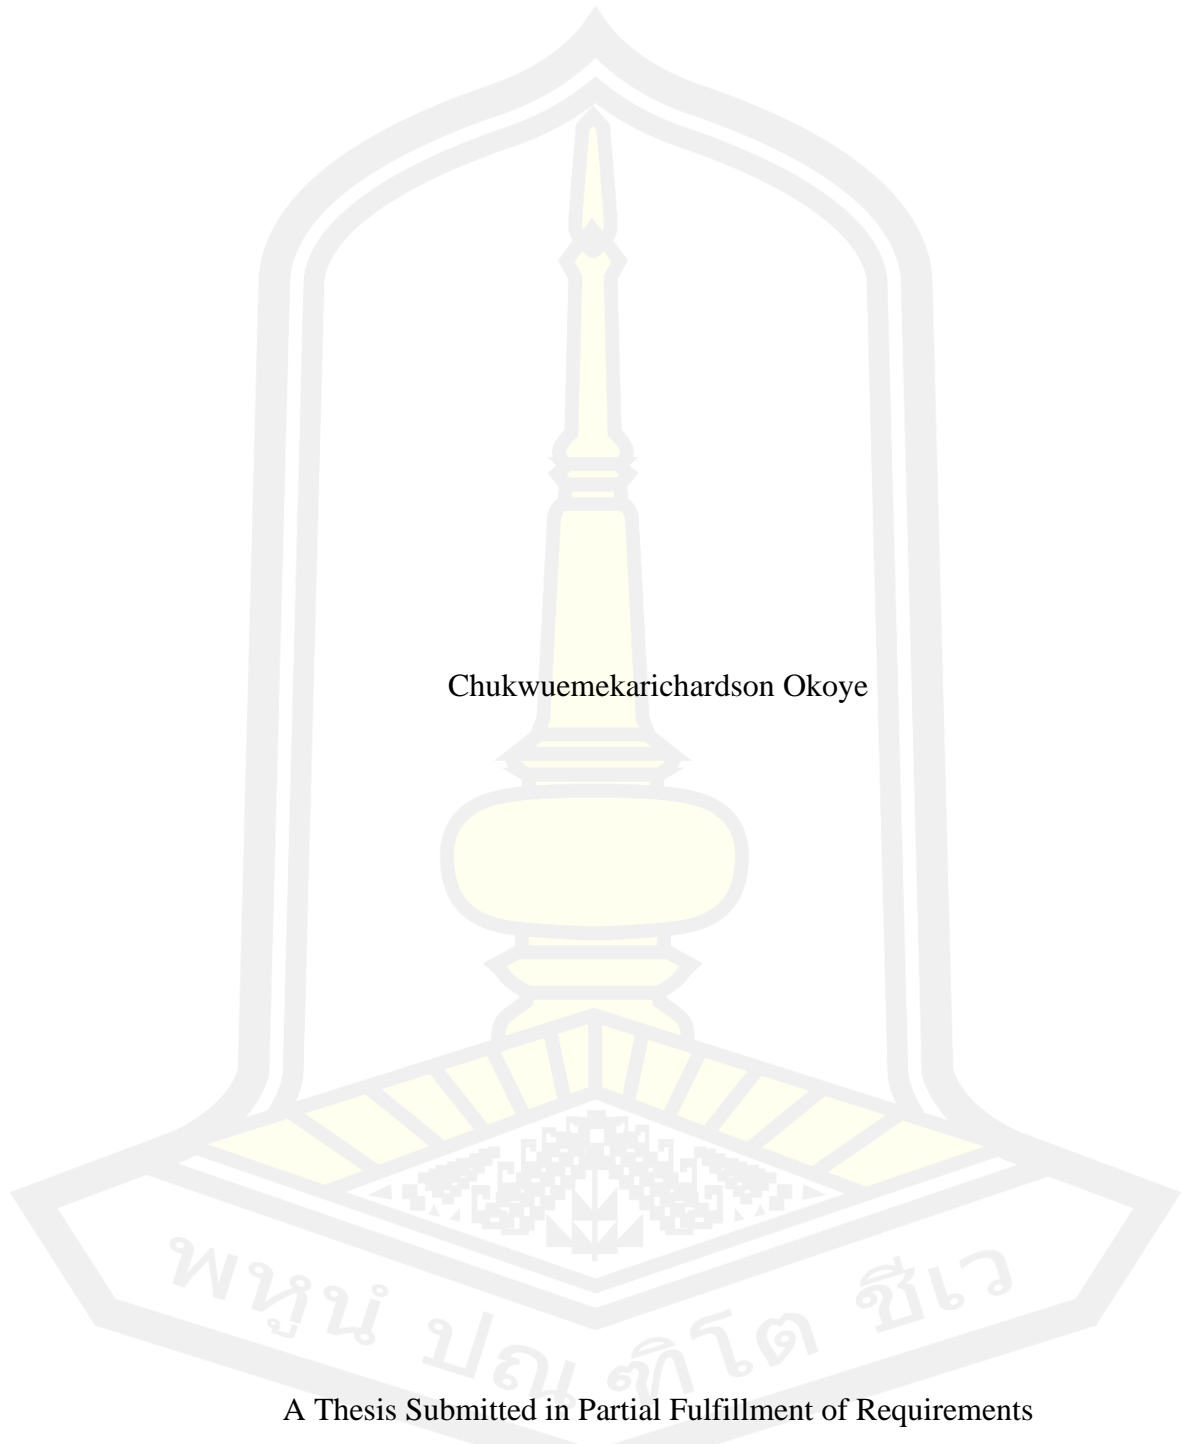 Chukwuemekarichardson Okoye
พหูนํ ปณฺฑิโต ชีเว
A Thesis Submitted in Partial Fulfillment of Requirements